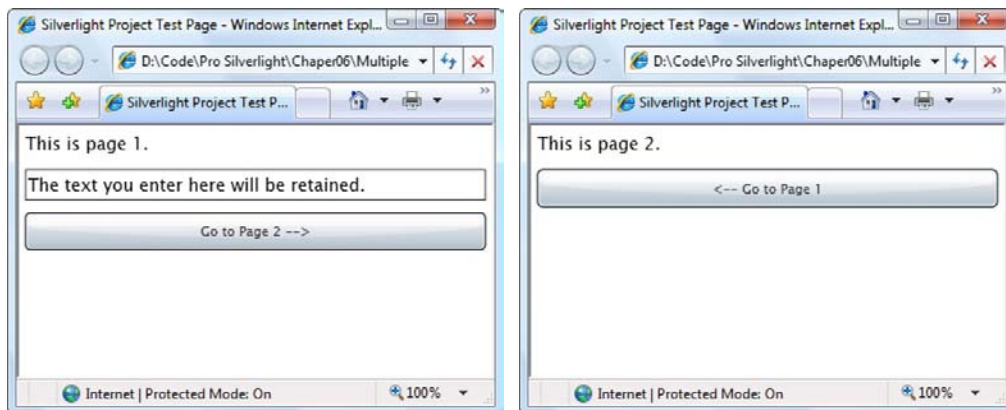 Silverlight Project Test Page - Windows Internet Expl...
D:\Code\Pro Silverlight\Chaper06\Multiple
Silverlight Project Test P...
This is page 1.
The text you enter here will be retained.
Go to Page 2 -->
Internet | Protected Mode: On
100%
Silverlight Project Test Page - Windows Internet Expl...
D:\Code\Pro Silverlight\Chaper06\Multiple
Silverlight Project Test P...
This is page 2.
<-- Go to Page 1
Internet | Protected Mode: On
100%